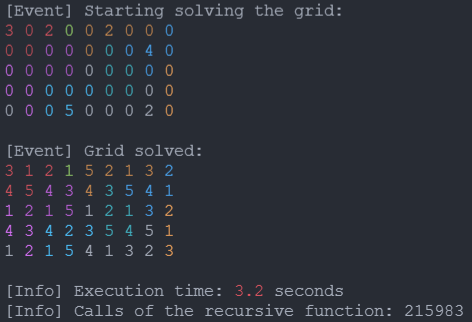 [Event] Starting solving the grid:
3 0 2 0 0 2 0 0 0
0 0 0 0 0 0 0 4 0
0 0 0 0 0 0 0 0 0
0 0 0 0 0 0 0 0 0
0 0 0 5 0 0 0 2 0
[Event] Grid solved:
3 1 2 1 5 2 1 3 2
4 5 4 3 4 3 5 4 1
1 2 1 5 1 2 1 3 2
4 3 4 2 3 5 4 5 1
1 2 1 5 4 1 3 2 3
[Info] Execution time: 3.2 seconds
[Info] Calls of the recursive function: 215983